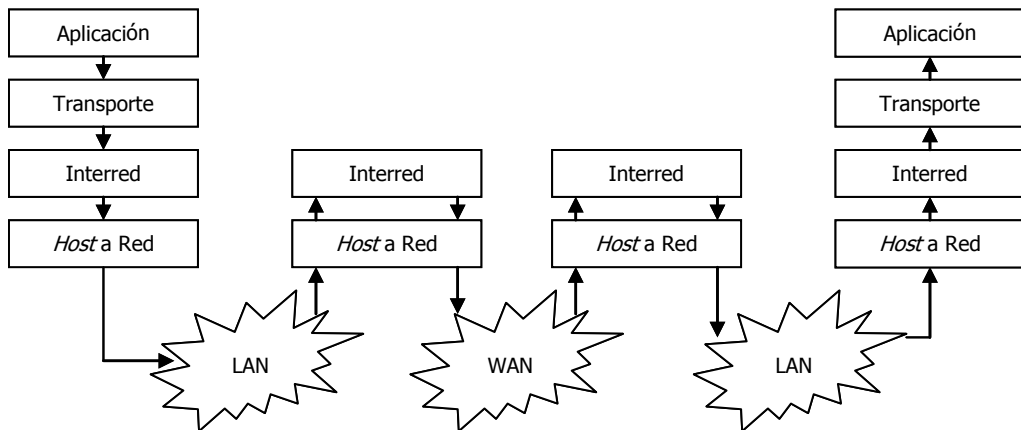 Aplicación
Aplicación
Transporte
Transporte
Interred
Interred
Interred
Interred
Host a Red
Host a Red
Host a Red
Host a Red
LAN
WAN
LAN